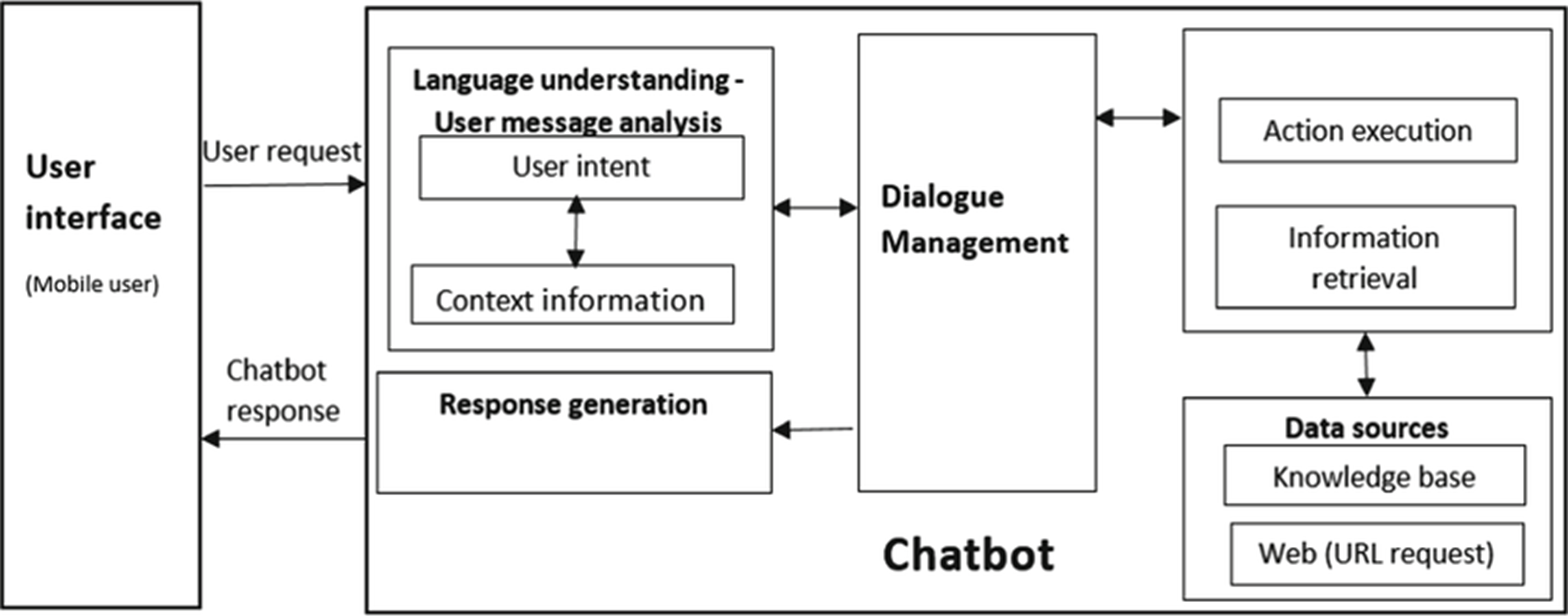 User
interface
(Mobile user)
User request
Chatbot
response
Language understanding -
User message analysis
User intent
Context information
Response generation
Dialogue
Management
Action execution
Information
retrieval
Data sources
Knowledge base
Web (URL request)
Chatbot